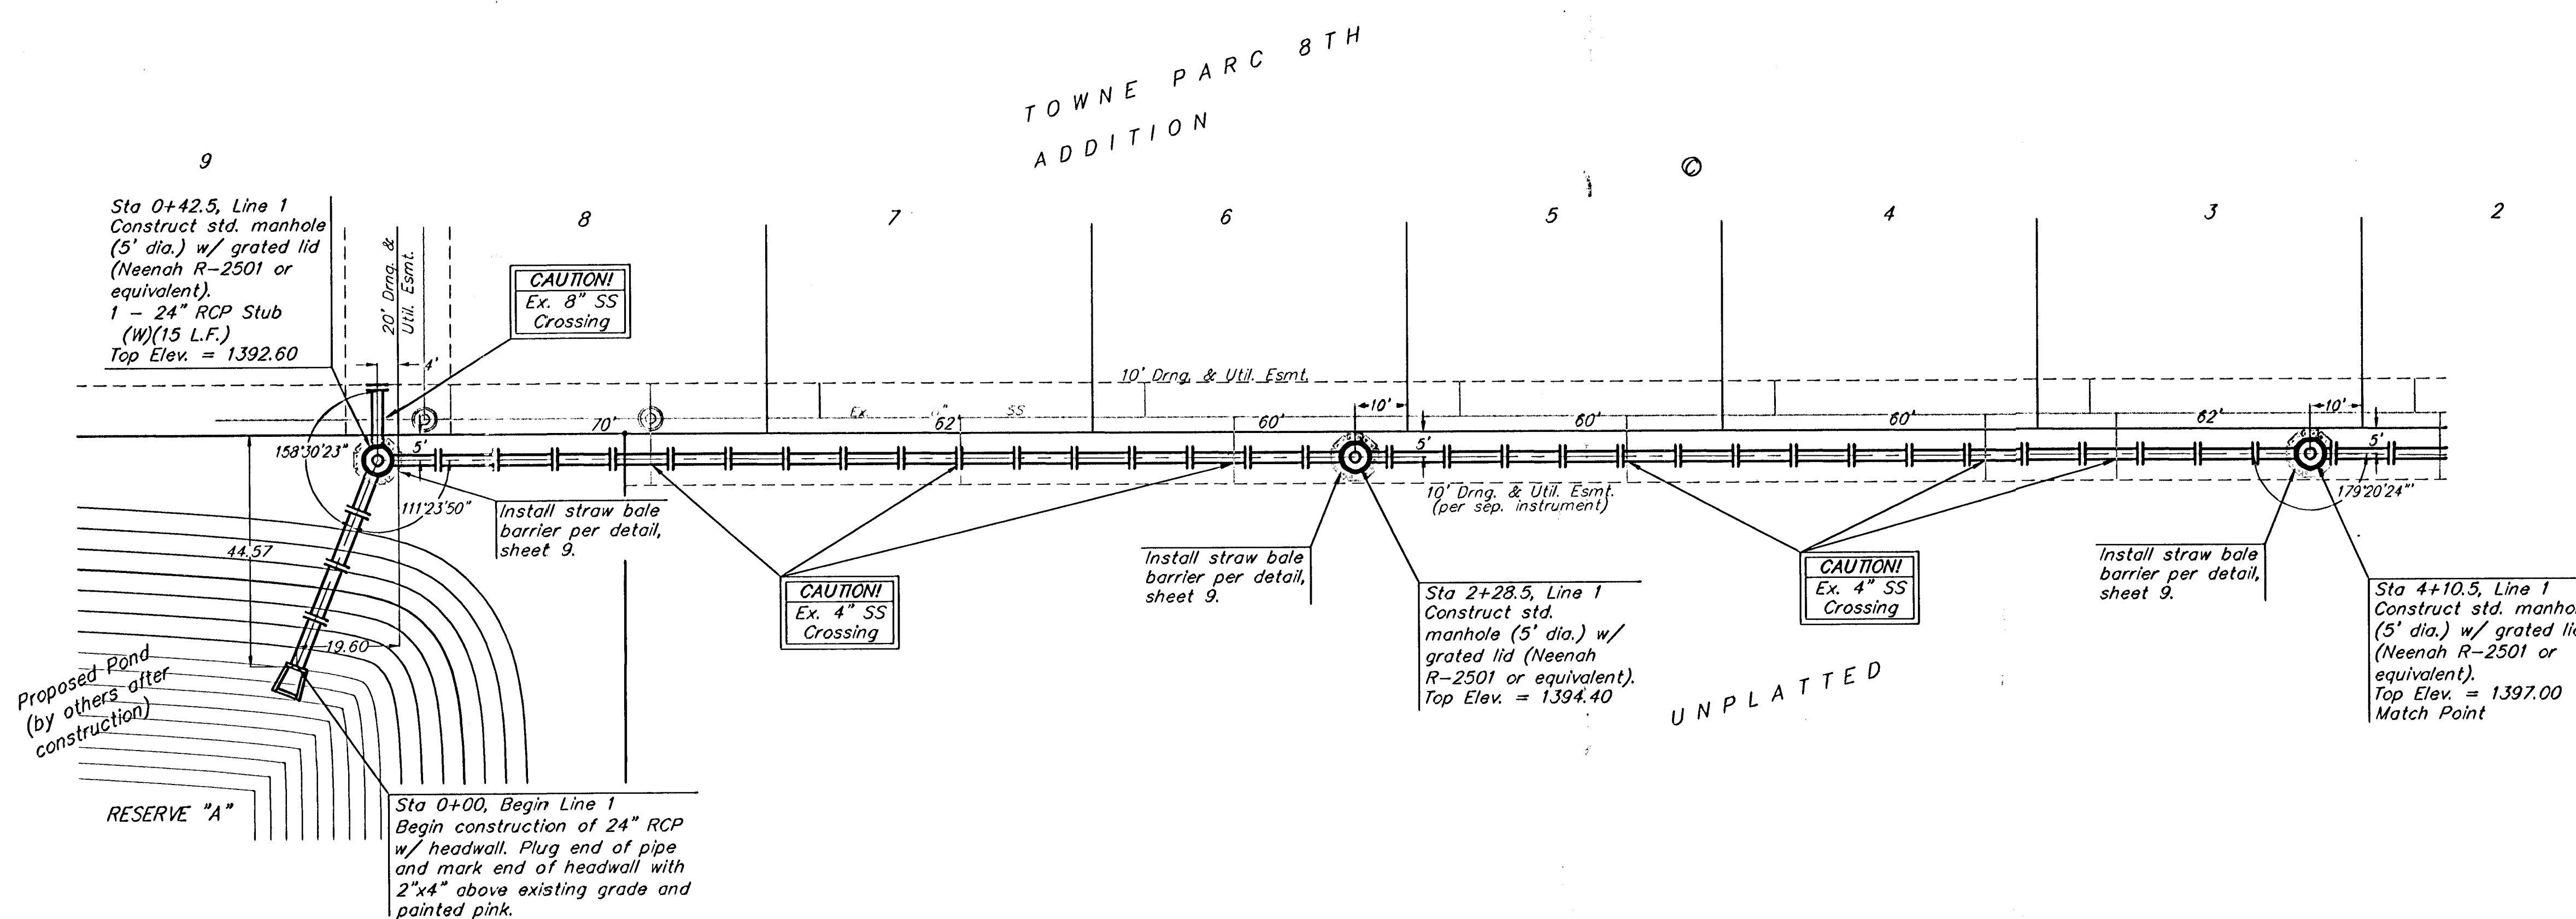 TOWNE PARC 8TH
ADDITION
©
9
8
7
6
5
4
3
2
Sta 0+42.5, Line 1
Construct std. manhole
(5' dia.) w/ grated lid
(Neenah R-2501 or
equivalent).
1 - 24" RCP Stub
(W)(15 L.F.)
Top Elev. = 1392.60
20' Drng. &
Util. Esmt.
CAUTION!
Ex. 8" SS
Crossing
4'
10' Drng. & Util. Esmt.
Ex. SS
70'
62'
60'
10'
60'
60'
62'
10'
158°30'23"
5'
5'
5'
111°23'50"
179°20'24"
10' Drng. & Util. Esmt.
(per sep. instrument)
Install straw bale
barrier per detail,
sheet 9.
44.57
19.60
CAUTION!
Ex. 4" SS
Crossing
Install straw bale
barrier per detail,
sheet 9.
Sta 2+28.5, Line 1
Construct std.
manhole (5' dia.) w/
grated lid (Neenah
R-2501 or equivalent).
Top Elev. = 1394.40
CAUTION!
Ex. 4" SS
Crossing
Install straw bale
barrier per detail,
sheet 9.
Sta 4+10.5, Line 1
Construct std. manho
(5' dia.) w/ grated li
(Neenah R-2501 or
equivalent).
Top Elev. = 1397.00
Match Point
UNPLATTED
Proposed Pond
(by others after
construction)
RESERVE "A"
Sta 0+00, Begin Line 1
Begin construction of 24" RCP
w/ headwall. Plug end of pipe
and mark end of headwall with
2"x4" above existing grade and
painted pink.